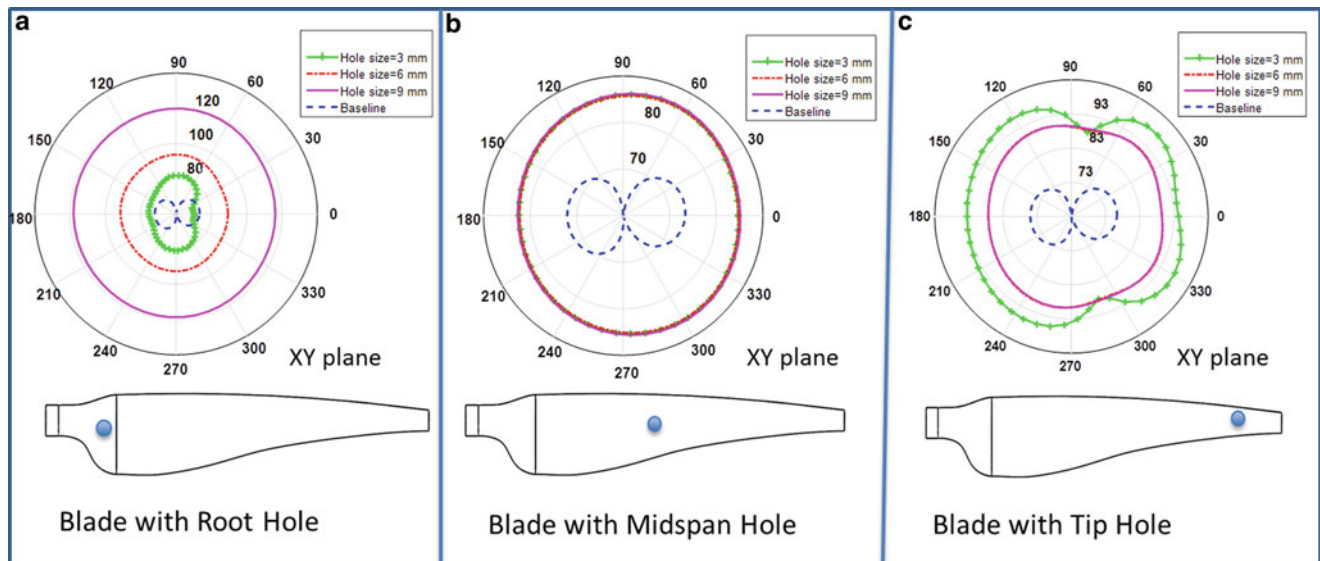 a
Hole size=3 mm
Hole size=6 mm
Hole size=9 mm
Baseline
90
120
60
120
150
100
30
80
180
0
210
330
240
300
270
XY plane
Blade with Root Hole
b
Hole size=3 mm
Hole size=6 mm
Hole size=9 mm
Baseline
90
120
60
80
150
30
70
180
0
210
330
240
300
270
XY plane
Blade with Midspan Hole
c
Hole size=3 mm
Hole size=6 mm
Hole size=9 mm
Baseline
90
120
60
93
150
83
30
73
180
0
210
330
240
300
270
XY plane
Blade with Tip Hole